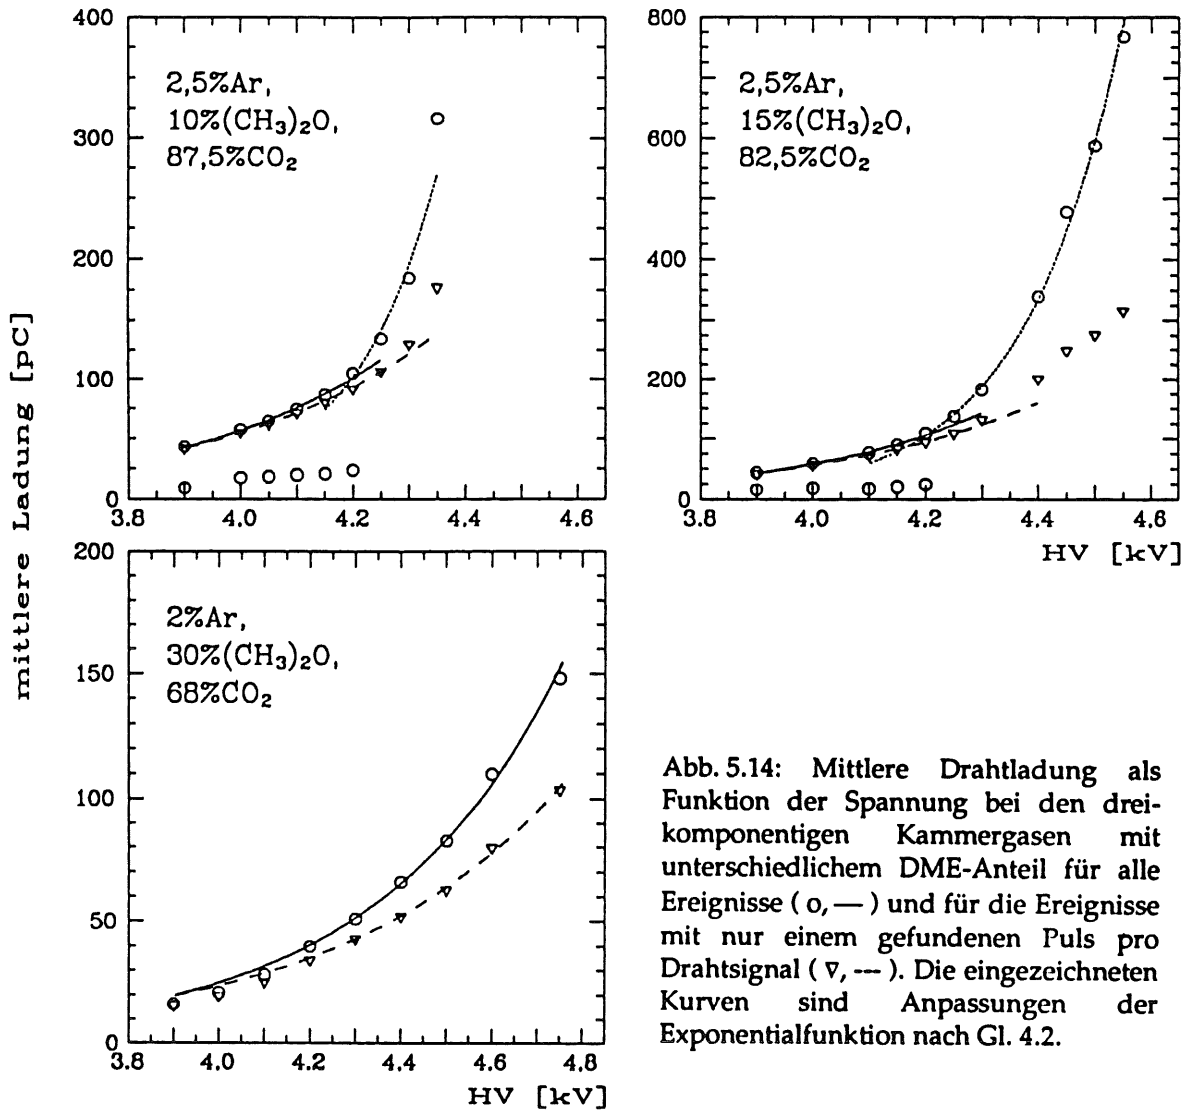 mittlere Ladung [pC]
400
300
200
100
0
3.8 4.0 4.2 4.4 4.6
2,5%Ar,
10%(CH₃)₂O,
87,5%CO₂
800
600
400
200
0
3.8 4.0 4.2 4.4 4.6
HV [kV]
2,5%Ar,
15%(CH₃)₂O,
82,5%CO₂
200
150
100
50
0
3.8 4.0 4.2 4.4 4.6 4.8
HV [kV]
2%Ar,
30%(CH₃)₂O,
68%CO₂
Abb. 5.14: Mittlere Drahtladung als
Funktion der Spannung bei den drei-
komponentigen Kammergasen mit
unterschiedlichem DME-Anteil für alle
Ereignisse ( o, — ) und für die Ereignisse
mit nur einem gefundenen Puls pro
Drahtsignal ( ∇, --- ). Die eingezeichneten
Kurven sind Anpassungen der
Exponentialfunktion nach Gl. 4.2.